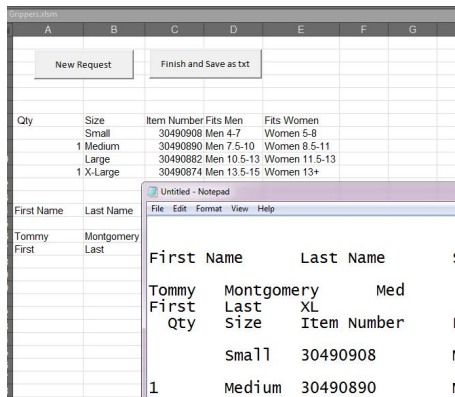 Grippers.xlsm
A B C D E F G
New Request Finish and Save as txt
Qty Size Item Number Fits Men Fits Women
Small 30490908 Men 4-7 Women 5-8
1 Medium 30490890 Men 7.5-10 Women 8.5-11
Large 30490882 Men 10.5-13 Women 11.5-13
1 X-Large 30490874 Men 13.5-15 Women 13+
Untitled - Notepad
File Edit Format View Help
First Name Last Name
Tommy Montgomery
First Last
First Name Last Name S
Tommy Montgomery Med
First Last XL
Qty Size Item Number
Small 30490908
1 Medium 30490890